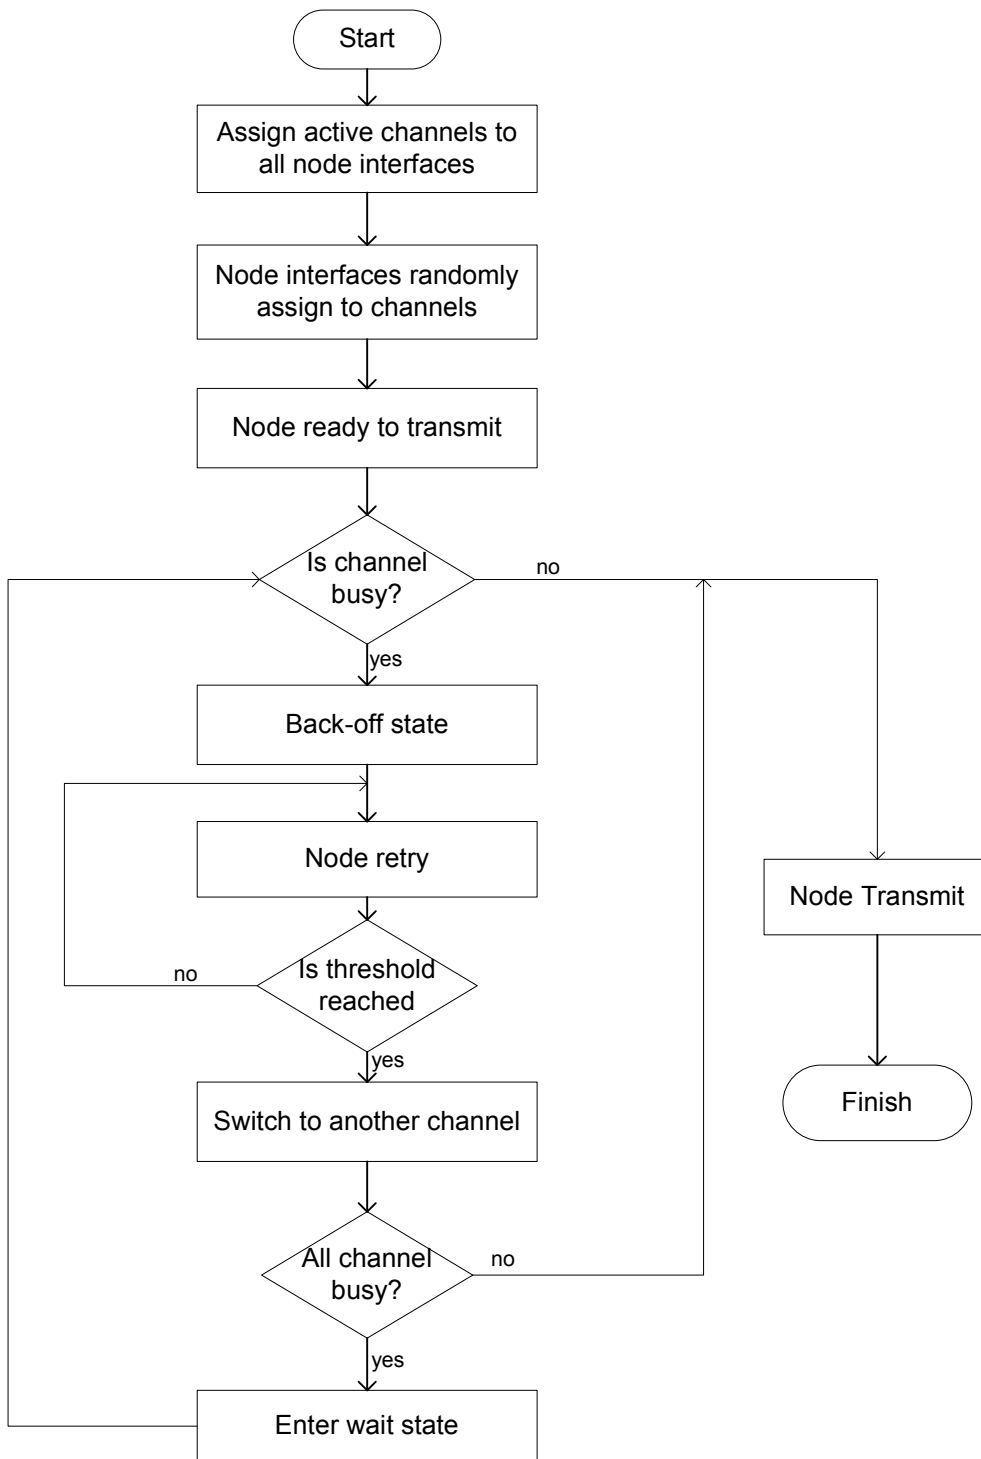 Start
Assign active channels to
all node interfaces
Node interfaces randomly
assign to channels
Node ready to transmit
Is channel
busy?
no
yes
Back-off state
Node retry
Node Transmit
Is threshold
reached
no
yes
Finish
Switch to another channel
All channel
busy?
no
yes
Enter wait state